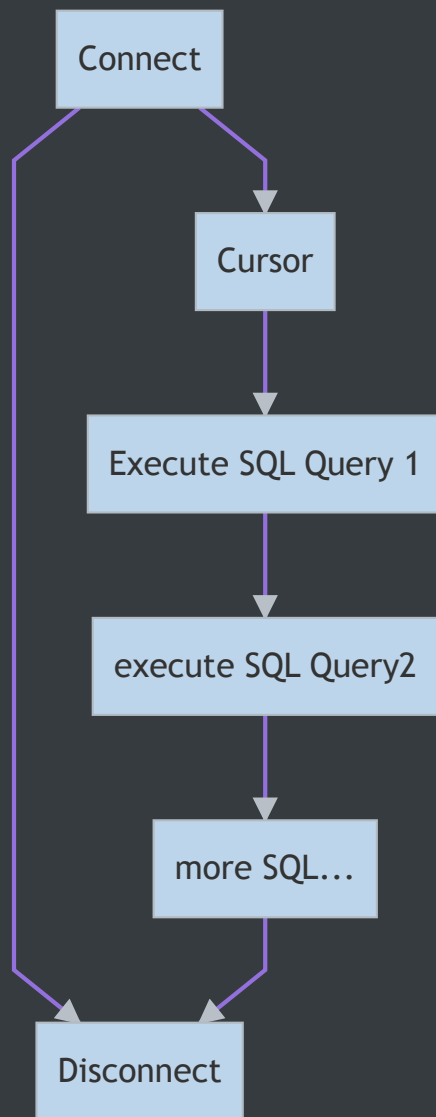 Connect
Cursor
Execute SQL Query 1
execute SQL Query2
more SQL...
Disconnect